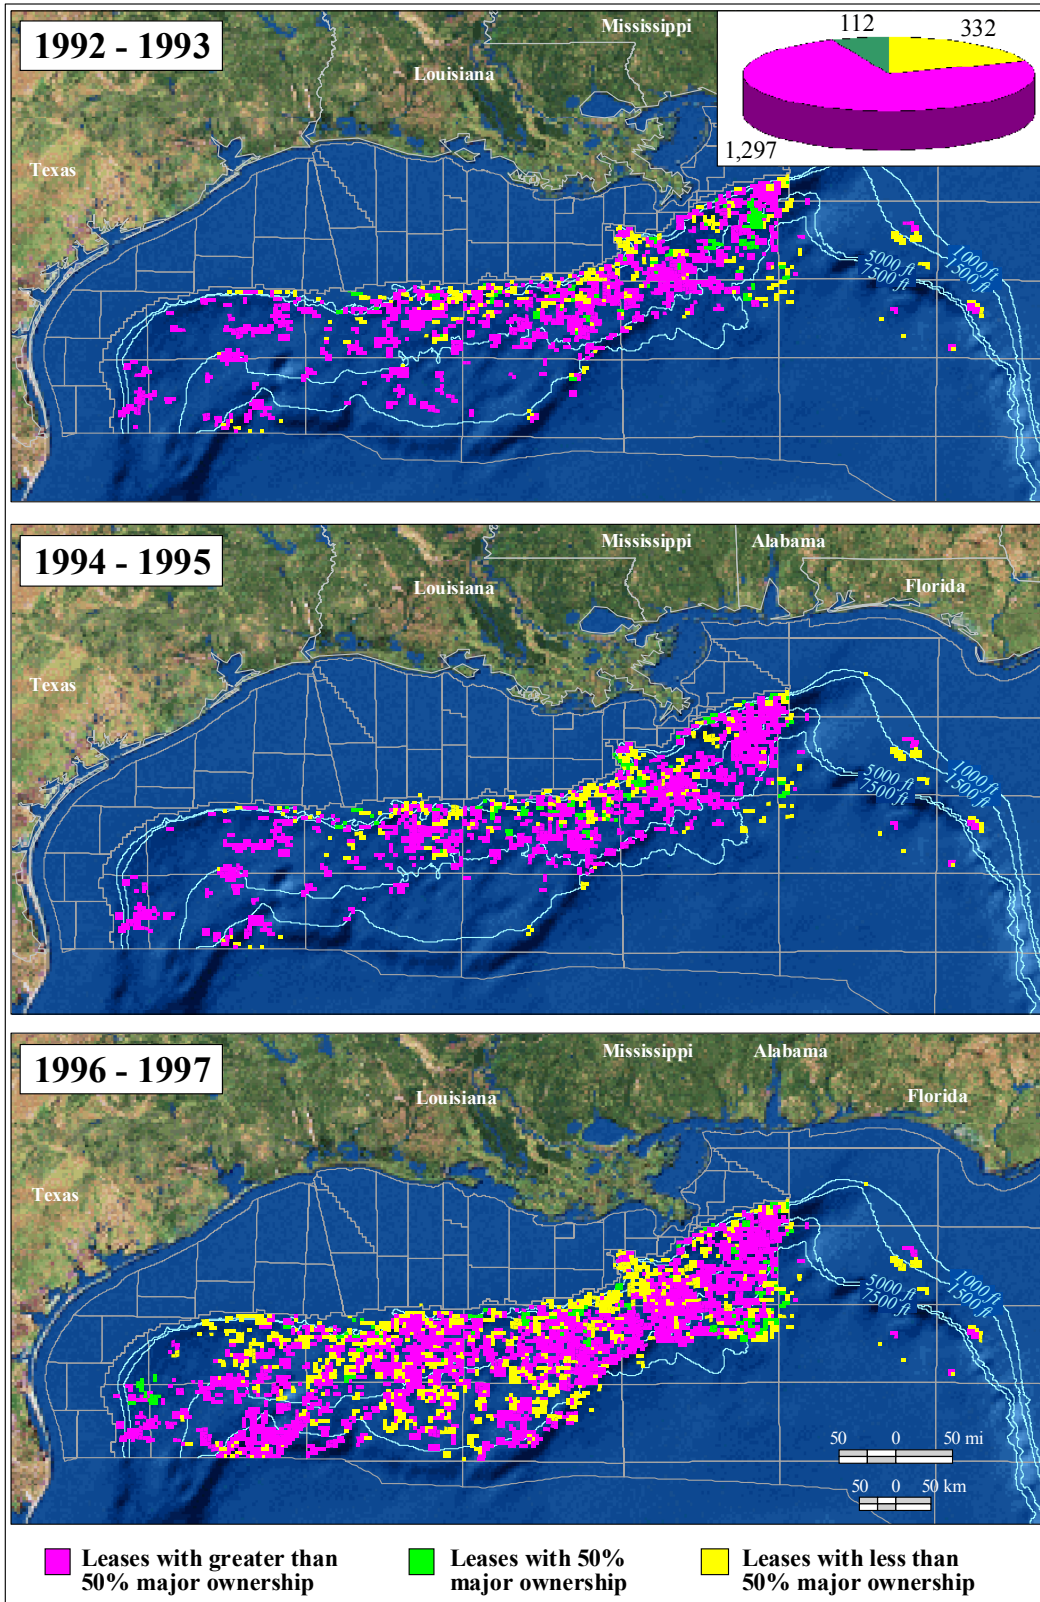 1992 - 1993
Mississippi
Louisiana
Texas
112
332
1,297
1000 ft
1500 ft
5000 ft
7500 ft
1994 - 1995
Mississippi
Alabama
Louisiana
Florida
Texas
1000 ft
1500 ft
5000 ft
7500 ft
1996 - 1997
Mississippi
Alabama
Louisiana
Florida
Texas
1000 ft
1500 ft
5000 ft
7500 ft
50 0 50 mi
50 0 50 km
Leases with greater than
50% major ownership
Leases with 50%
major ownership
Leases with less than
50% major ownership